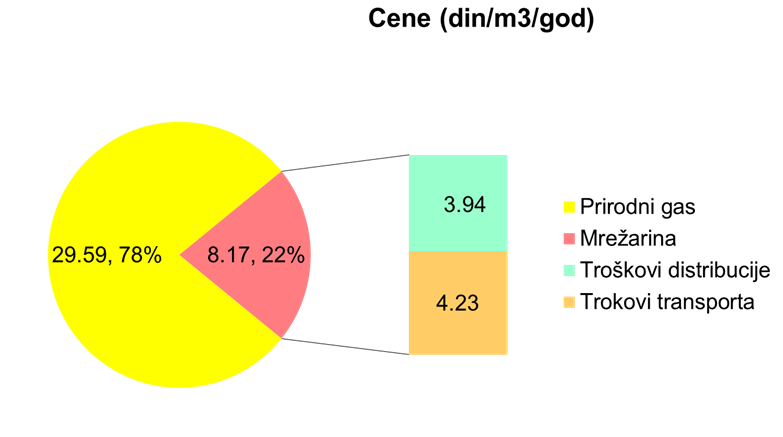 Cene (din/m3/god)
29.59, 78%
8.17, 22%
3.94
4.23
Prirodni gas
Mrežarina
Troškovi distribucije
Trokovi transporta